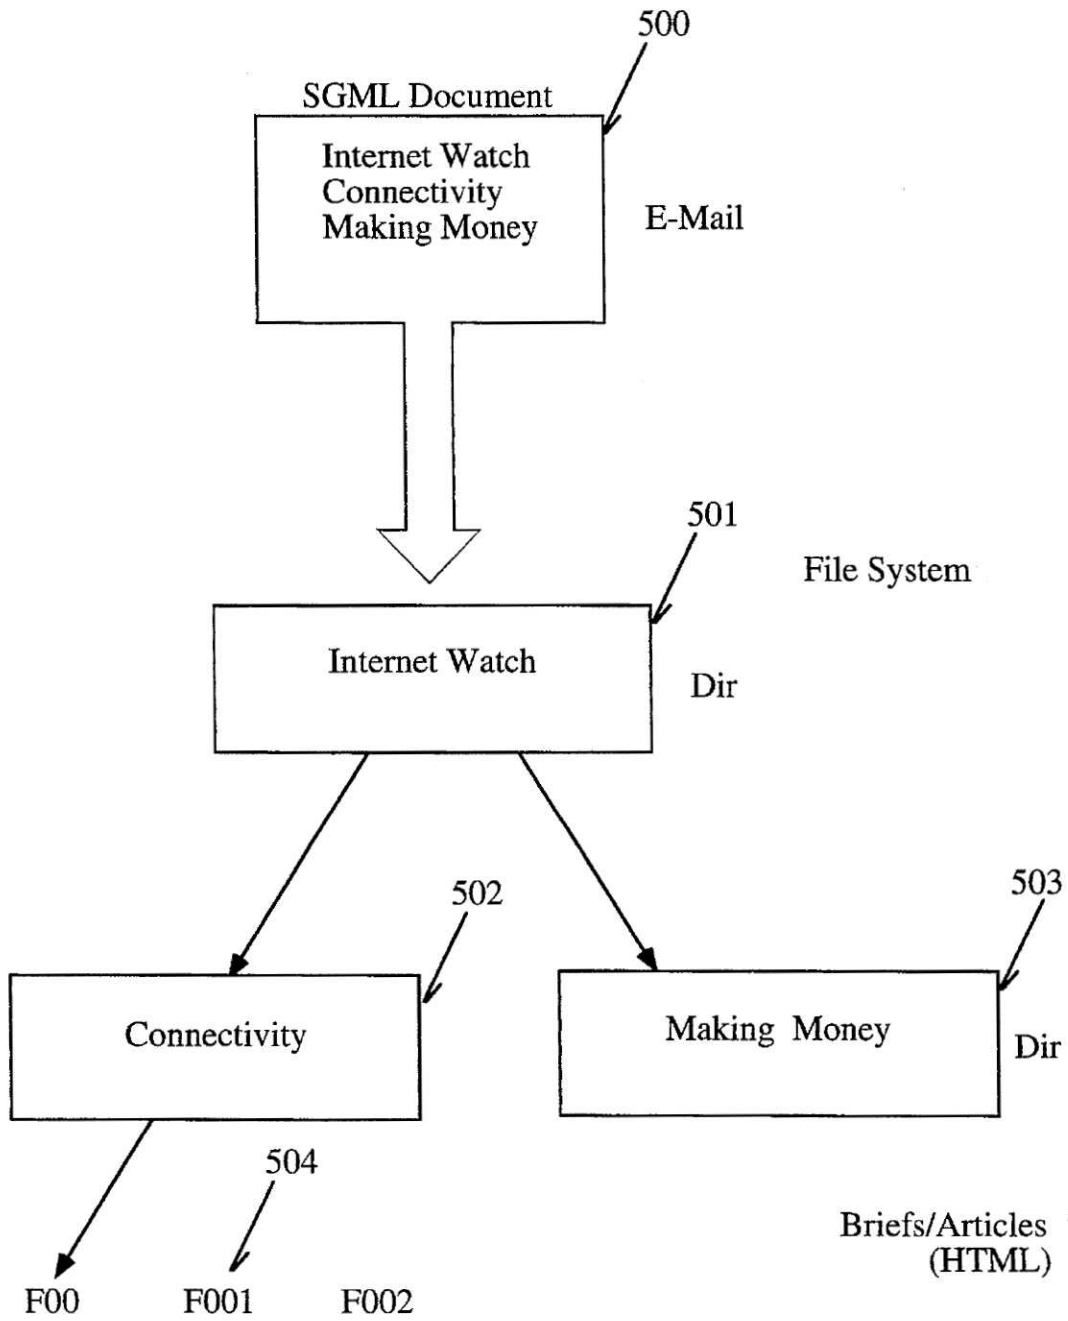 500
SGML Document
Internet Watch
Connectivity
Making Money
E-Mail
501
File System
Internet Watch
Dir
502
503
Connectivity
Making Money
Dir
504
Briefs/Articles
(HTML)
F00
F001
F002